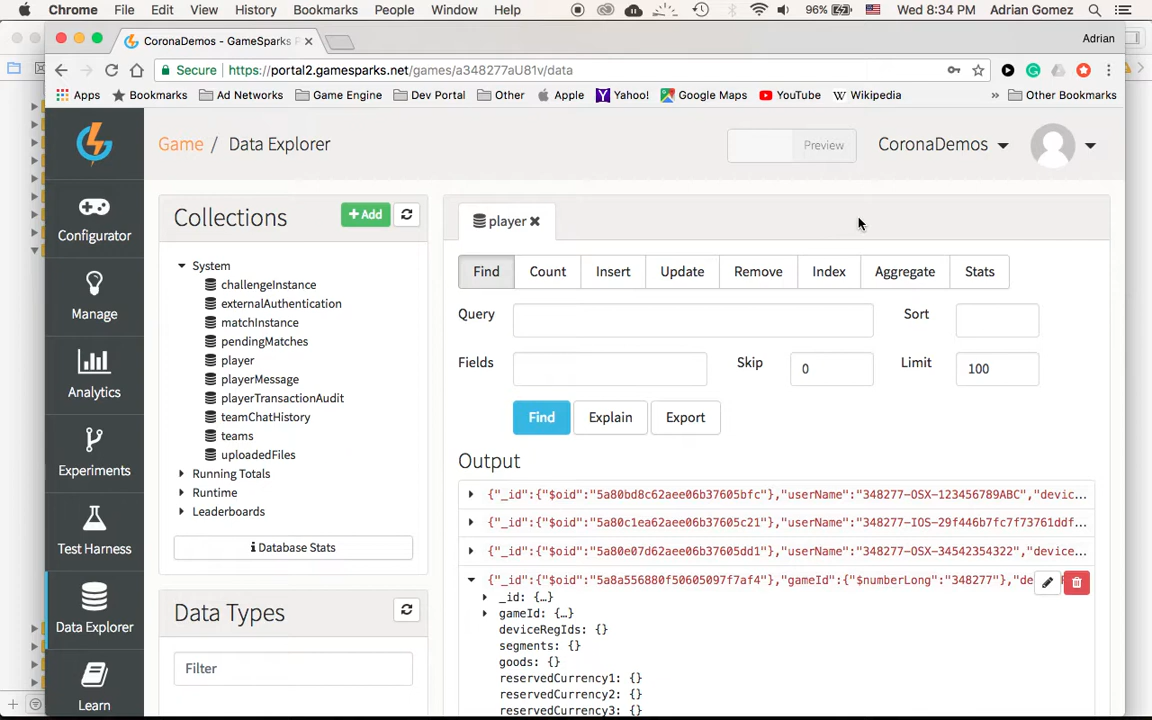 Chrome File Edit View History Bookmarks People Window Help 96% Wed 8:34 PM Adrian Gomez
CoronaDemos - GameSparks P Adrian
Secure https://portal2.gamesparks.net/games/a348277aU81v/data
Apps Bookmarks Ad Networks Game Engine Dev Portal Other Apple Yahoo! Google Maps YouTube Wikipedia » Other Bookmarks
Game / Data Explorer Preview CoronaDemos
Configurator
Manage
Analytics
Experiments
Test Harness
Data Explorer
Learn
Collections + Add
System
challengeInstance
externalAuthentication
matchInstance
pendingMatches
player
playerMessage
playerTransactionAudit
teamChatHistory
teams
uploadedFiles
Running Totals
Runtime
Leaderboards
Database Stats
Data Types
Filter
player
Find Count Insert Update Remove Index Aggregate Stats
Query Sort
Fields Skip 0 Limit 100
Find Explain Export
Output
{"_id":{"$oid":"5a80bd8c62aee06b37605bfc"},"userName":"348277-OSX-123456789ABC","devic...
{"_id":{"$oid":"5a80c1ea62aee06b37605c21"},"userName":"348277-IOS-29f446b7fc7f73761ddf...
{"_id":{"$oid":"5a80e07d62aee06b37605dd1"},"userName":"348277-OSX-34542354322","device...
{"_id":{"$oid":"5a8a556880f50605097f7af4"},"gameId":{"$numberLong":"348277"},"de
_id: {…}
gameId: {…}
deviceRegIds: {}
segments: {}
goods: {}
reservedCurrency1: {}
reservedCurrency2: {}
reservedCurrency3: {}